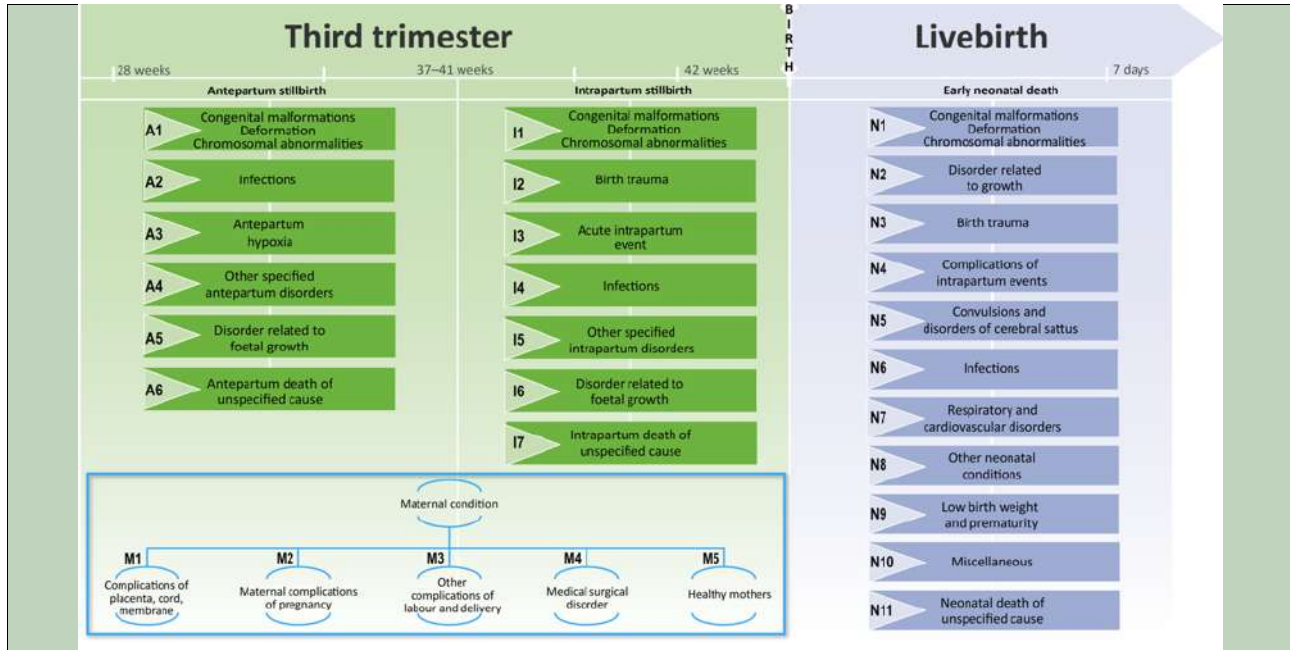 Third trimester
BIRTH
Livebirth
28 weeks
37–41 weeks
42 weeks
7 days
Antepartum stillbirth
Intrapartum stillbirth
Early neonatal death
A1
Congenital malformations
Deformation
Chromosomal abnormalities
A2
Infections
A3
Antepartum
hypoxia
A4
Other specified
antepartum disorders
A5
Disorder related to
foetal growth
A6
Antepartum death of
unspecified cause
I1
Congenital malformations
Deformation
Chromosomal abnormalities
I2
Birth trauma
I3
Acute intrapartum
event
I4
Infections
I5
Other specified
intrapartum disorders
I6
Disorder related to
foetal growth
I7
Intrapartum death of
unspecified cause
N1
Congenital malformations
Deformation
Chromosomal abnormalities
N2
Disorder related
to growth
N3
Birth trauma
N4
Complications of
intrapartum events
N5
Convulsions and
disorders of cerebral sattus
N6
Infections
N7
Respiratory and
cardiovascular disorders
N8
Other neonatal
conditions
N9
Low birth weight
and prematurity
N10
Miscellaneous
N11
Neonatal death of
unspecified cause
Maternal condition
M1
Complications of
placenta, cord,
membrane
M2
Maternal complications
of pregnancy
M3
Other
complications of
labour and delivery
M4
Medical surgical
disorder
M5
Healthy mothers